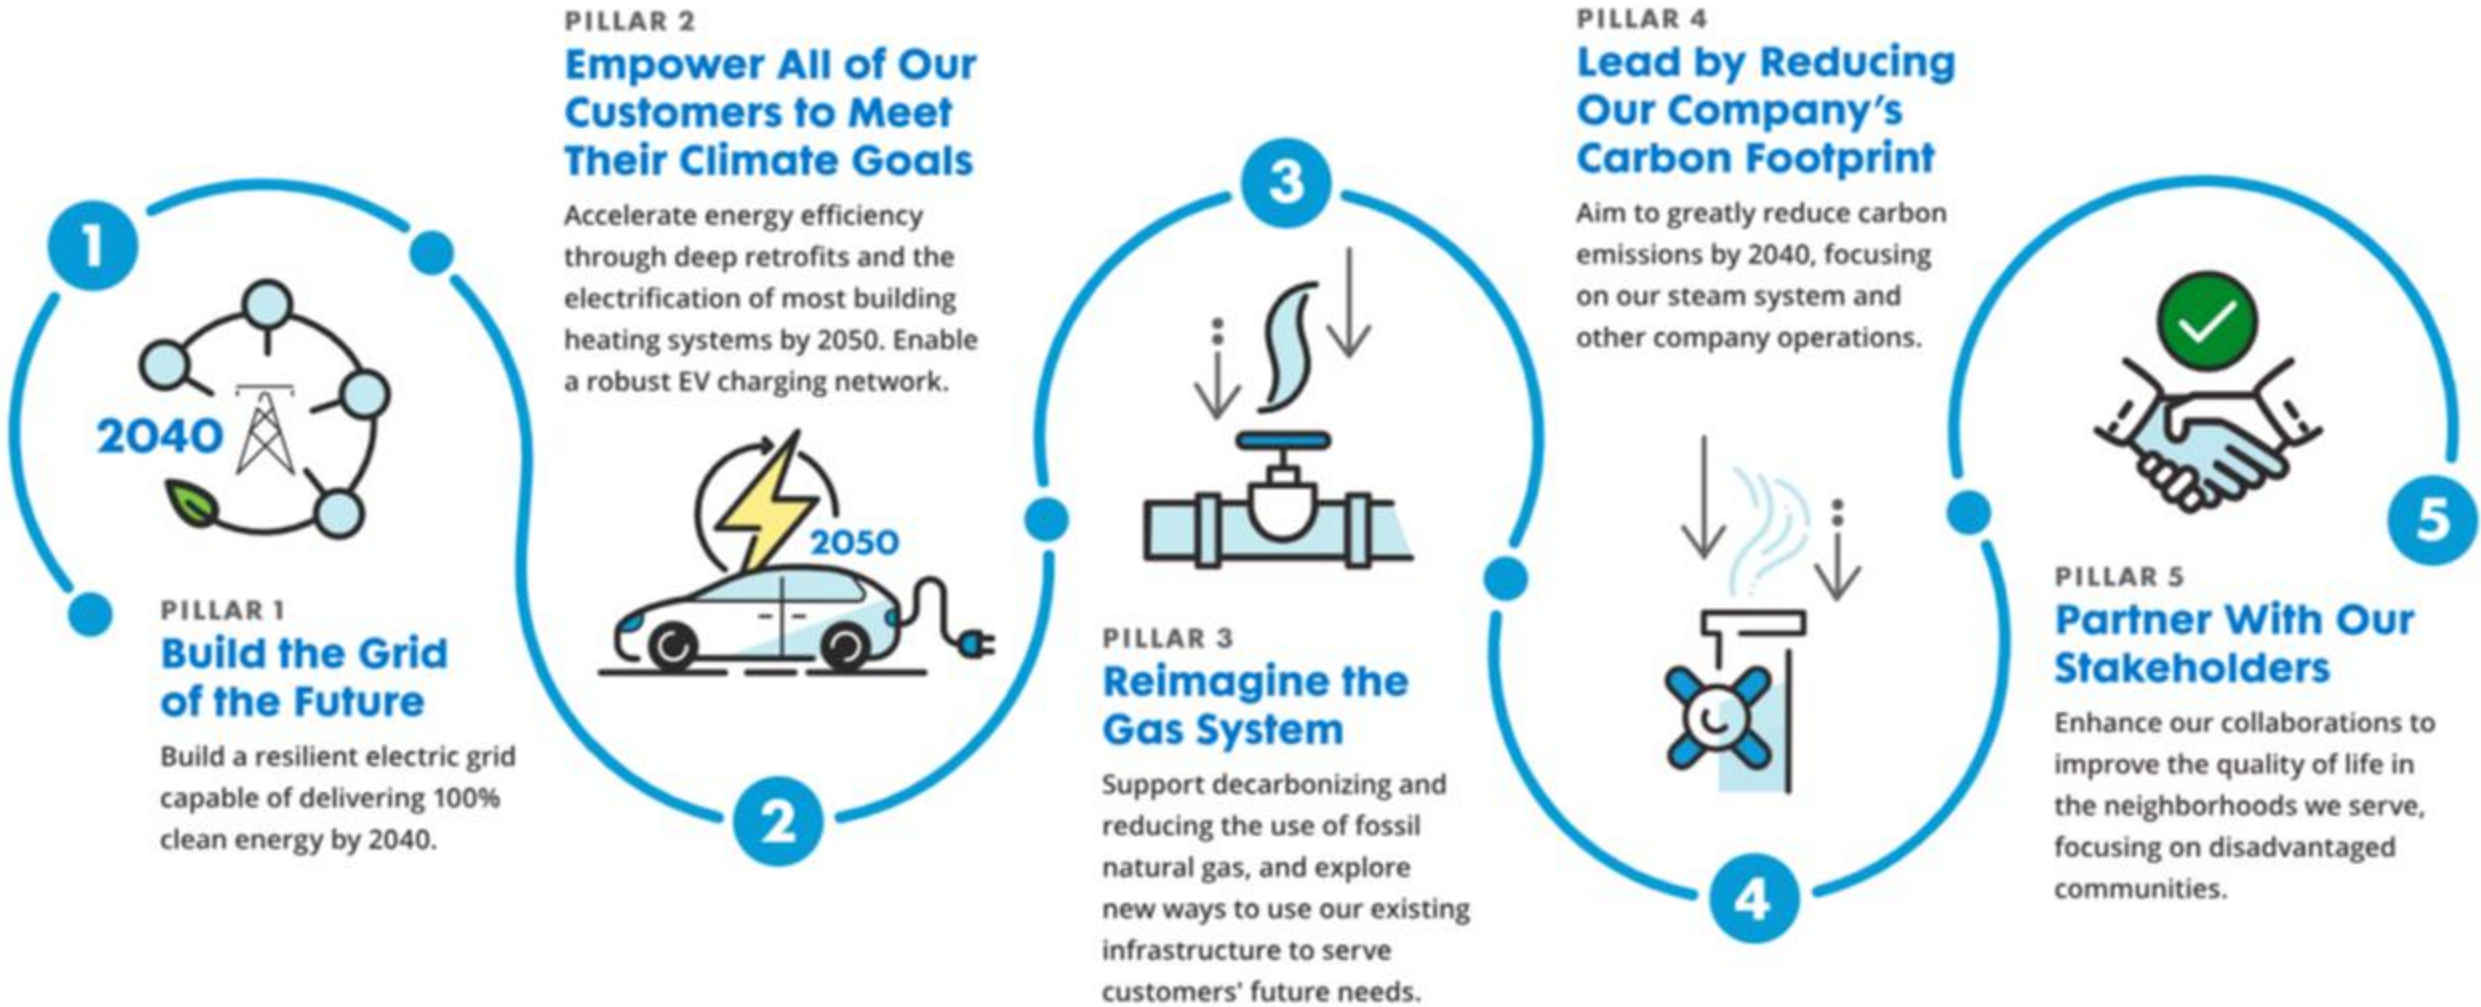 1
2040
PILLAR 1
Build the Grid
of the Future
Build a resilient electric grid
capable of delivering 100%
clean energy by 2040.
PILLAR 2
Empower All of Our
Customers to Meet
Their Climate Goals
Accelerate energy efficiency
through deep retrofits and the
electrification of most building
heating systems by 2050. Enable
a robust EV charging network.
2050
2
3
PILLAR 3
Reimagine the
Gas System
Support decarbonizing and
reducing the use of fossil
natural gas, and explore
new ways to use our existing
infrastructure to serve
customers' future needs.
PILLAR 4
Lead by Reducing
Our Company’s
Carbon Footprint
Aim to greatly reduce carbon
emissions by 2040, focusing
on our steam system and
other company operations.
4
5
PILLAR 5
Partner With Our
Stakeholders
Enhance our collaborations to
improve the quality of life in
the neighborhoods we serve,
focusing on disadvantaged
communities.